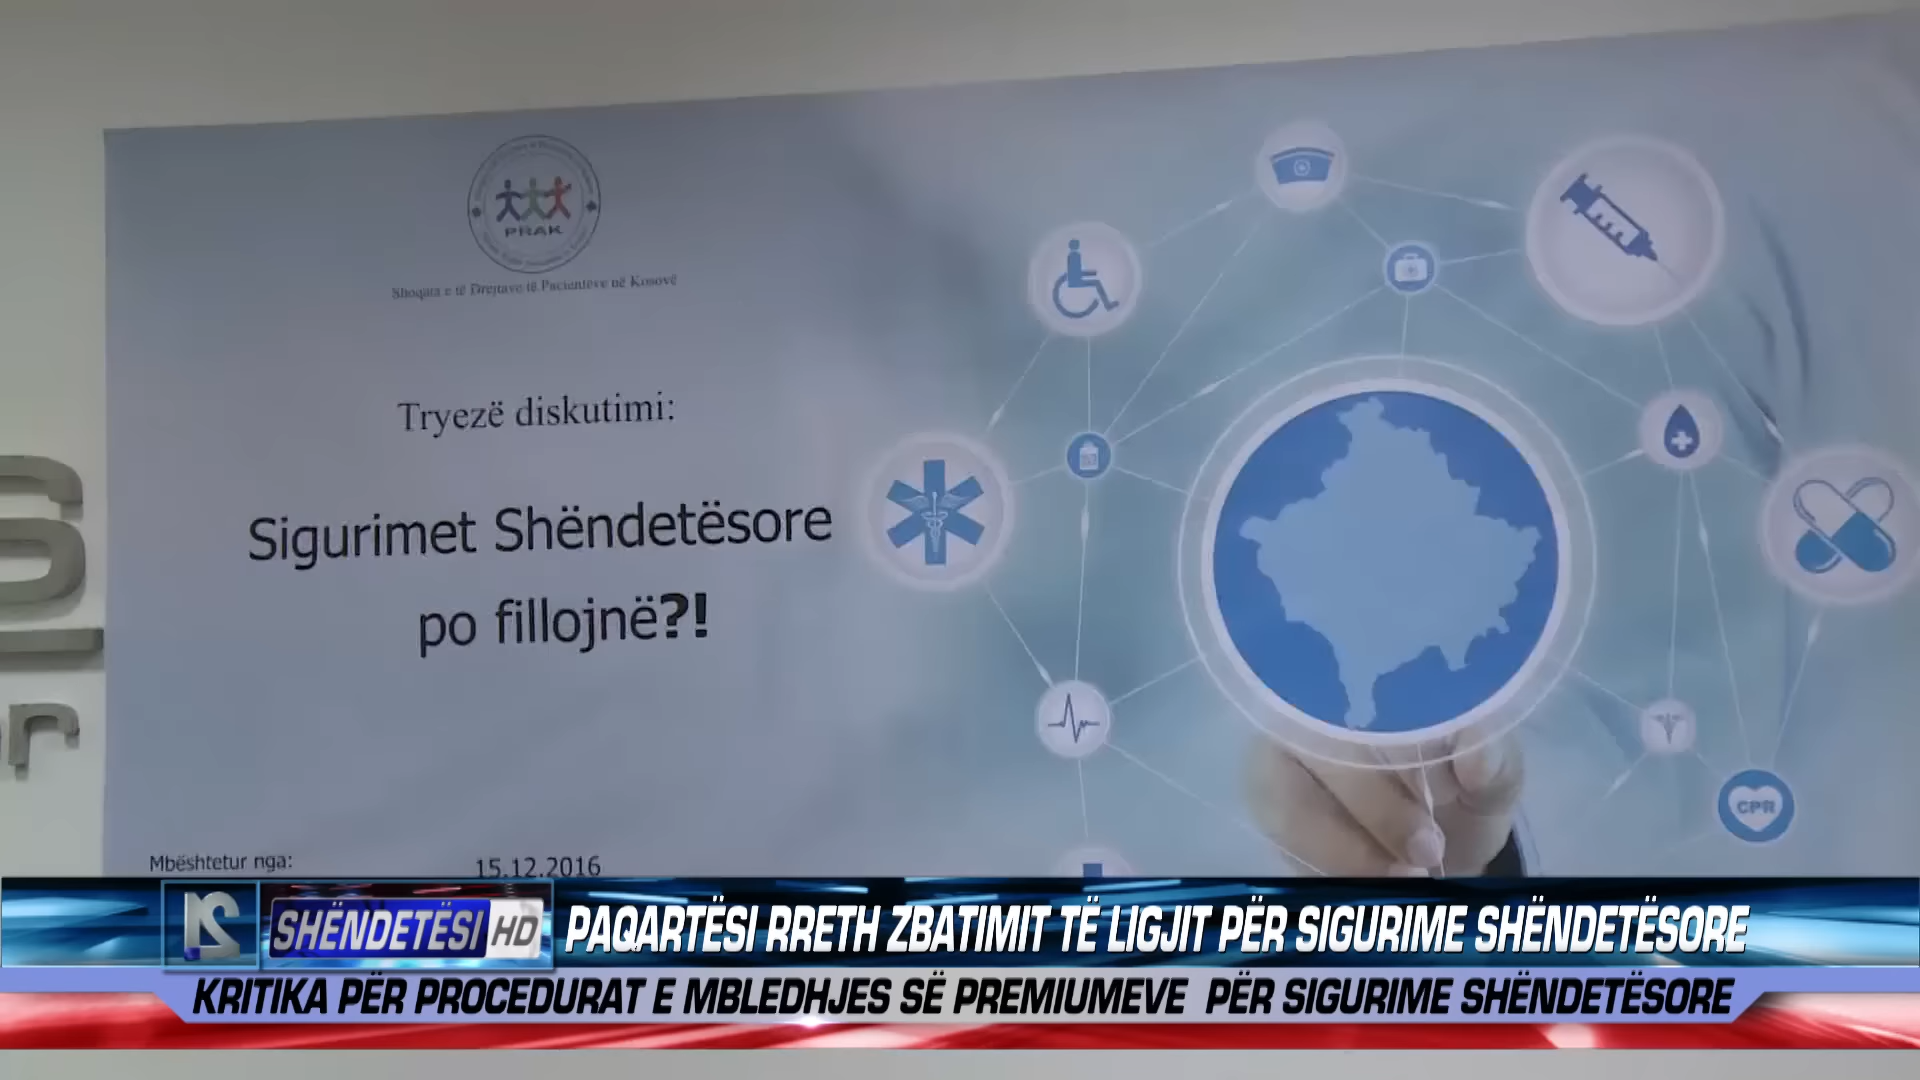 PRAK
Shoqata e të Drejtave të Pacientëve në Kosovë
Tryezë diskutimi:
Sigurimet Shëndetësore
po fillojnë?!
Mbështetur nga:
15.12.2016
CPR
SHËNDETËSI HD
PAQARTËSI RRETH ZBATIMIT TË LIGJIT PËR SIGURIME SHËNDETËSORE
KRITIKA PËR PROCEDURAT E MBLEDHJES SË PREMIUMEVE PËR SIGURIME SHËNDETËSORE